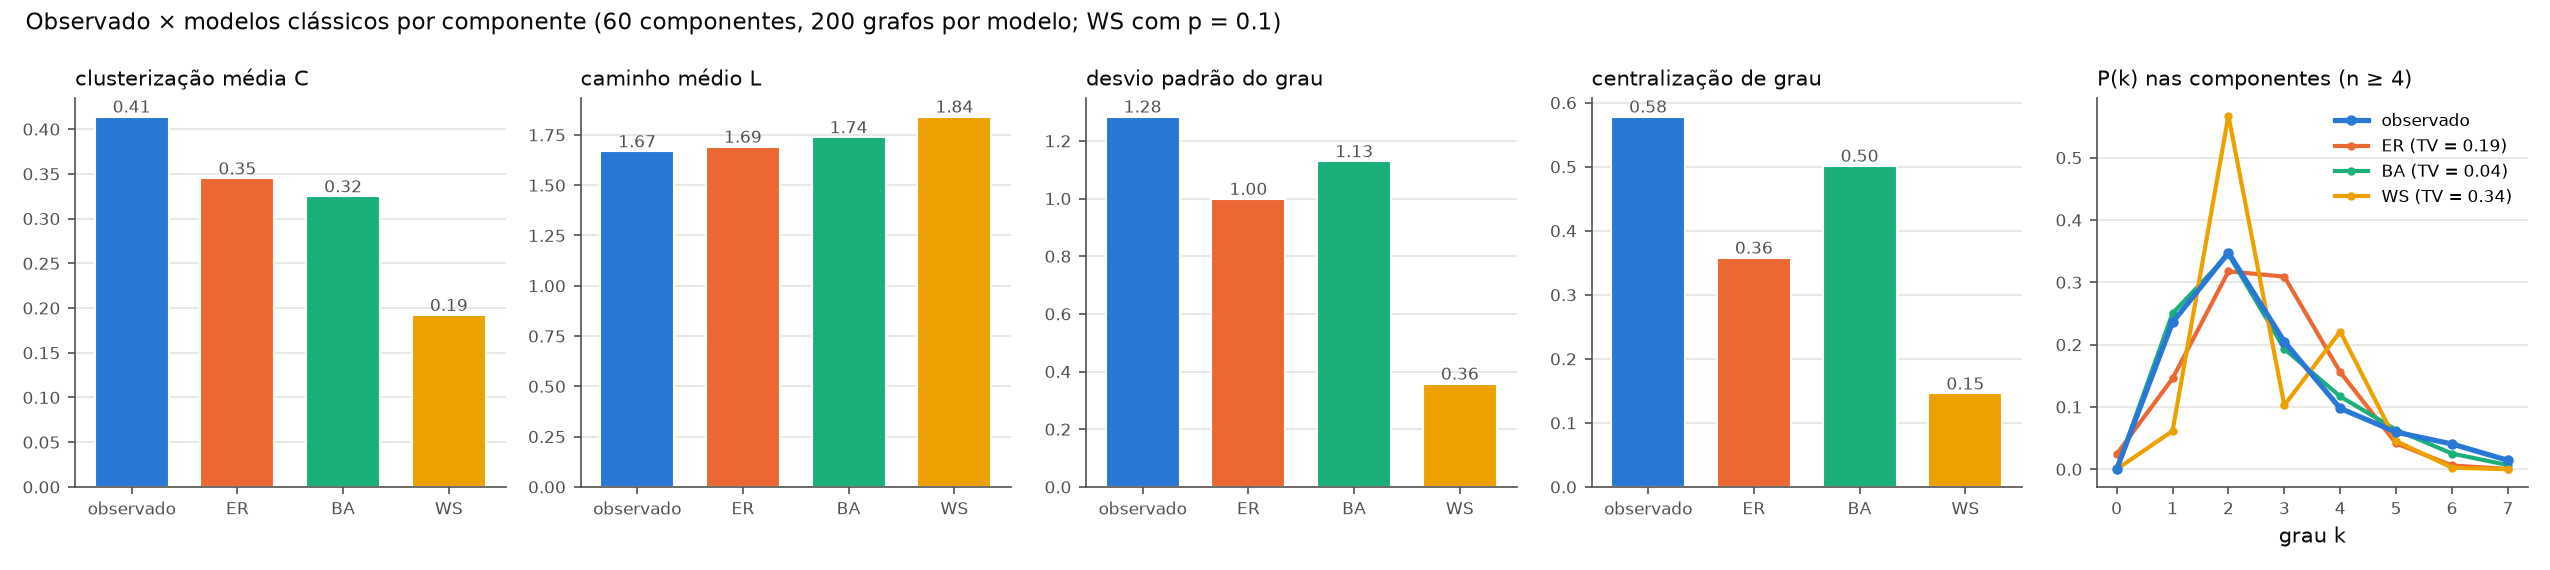 Observado × modelos clássicos por componente (60 componentes, 200 grafos por modelo; WS com p = 0.1)
clusterização média C
0.40
0.35
0.30
0.25
0.20
0.15
0.10
0.05
0.00
0.41
0.35
0.32
0.19
observado
ER
BA
WS
caminho médio L
1.75
1.50
1.25
1.00
0.75
0.50
0.25
0.00
1.67
1.69
1.74
1.84
observado
ER
BA
WS
desvio padrão do grau
1.2
1.0
0.8
0.6
0.4
0.2
0.0
1.28
1.00
1.13
0.36
observado
ER
BA
WS
centralização de grau
0.6
0.5
0.4
0.3
0.2
0.1
0.0
0.58
0.36
0.50
0.15
observado
ER
BA
WS
P(k) nas componentes (n ≥ 4)
observado
ER (TV = 0.19)
BA (TV = 0.04)
WS (TV = 0.34)
0.5
0.4
0.3
0.2
0.1
0.0
0
1
2
3
4
5
6
7
grau k